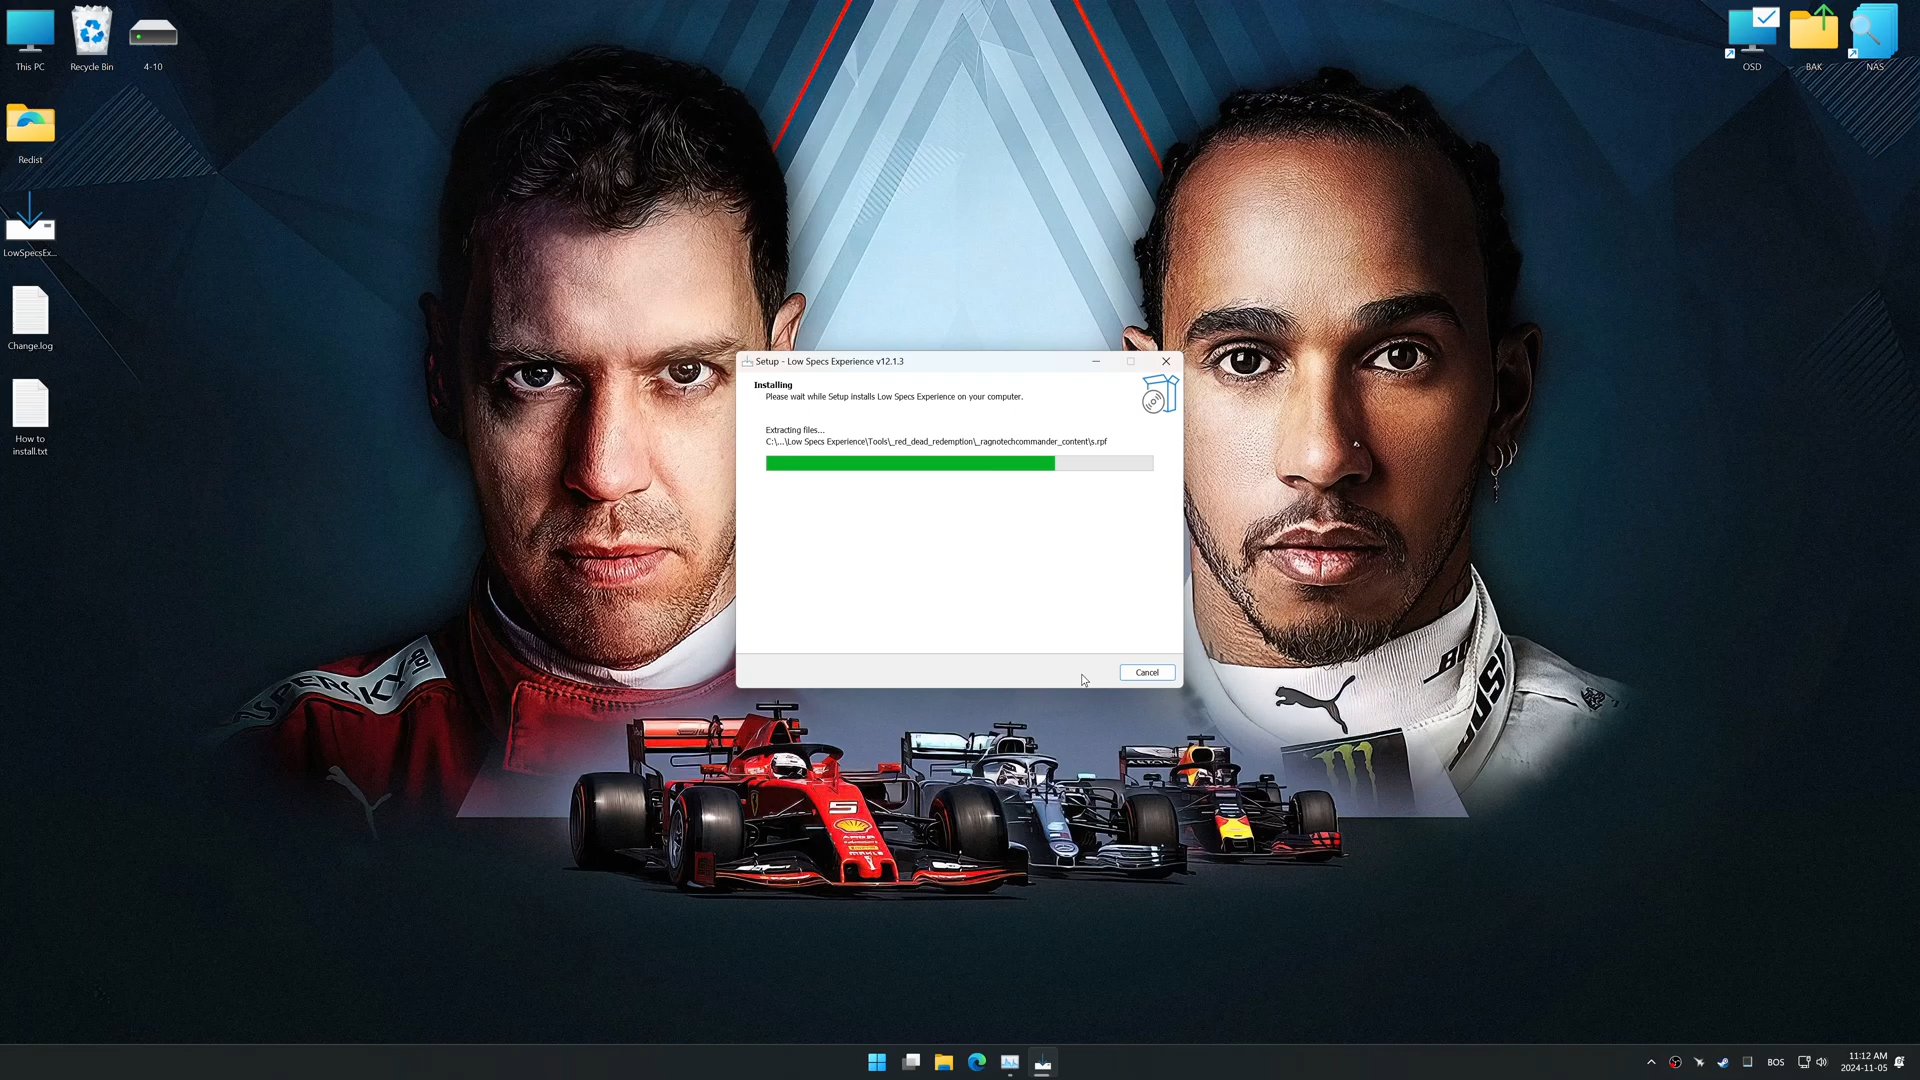 This PC
Recycle Bin
4-10
OSD
BAK
NAS
Redist
LowSpecsEx...
Change.log
How to
install.txt
Setup - Low Specs Experience v12.1.3
Installing
Please wait while Setup installs Low Specs Experience on your computer.
Extracting files...
C:\...\Low Specs Experience\Tools\_red_dead_redemption\_ragnotechcommander_content\s.rpf
Cancel
5
BOS
11:12 AM
2024-11-05